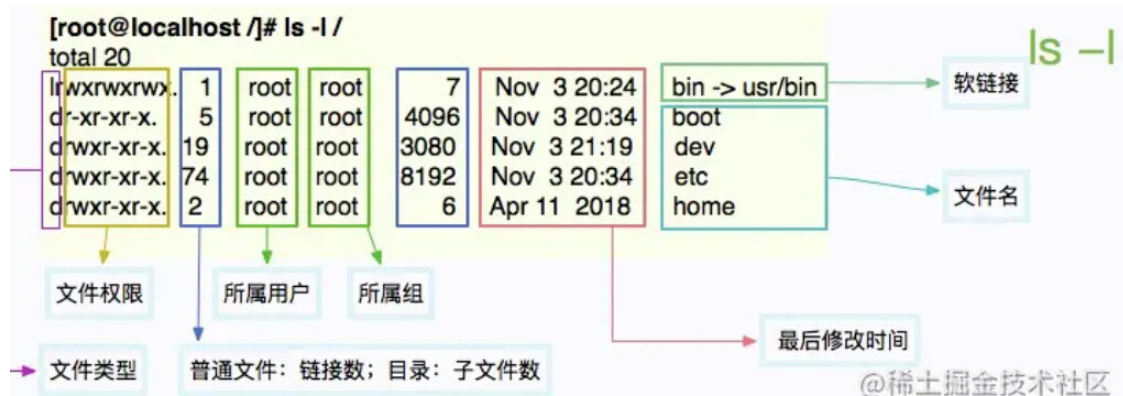 [root@localhost /]# ls -l /
total 20
ls –l
lrwxrwxrwx. 1 root root 7 Nov 3 20:24 bin -> usr/bin
软链接
dr-xr-xr-x. 5 root root 4096 Nov 3 20:34 boot
drwxr-xr-x. 19 root root 3080 Nov 3 21:19 dev
drwxr-xr-x. 74 root root 8192 Nov 3 20:34 etc
文件名
drwxr-xr-x. 2 root root 6 Apr 11 2018 home
文件权限 所属用户 所属组
最后修改时间
文件类型 普通文件：链接数；目录：子文件数
@稀土掘金技术社区